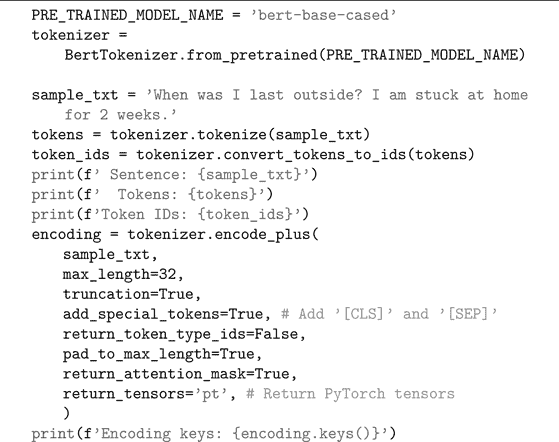 PRE_TRAINED_MODEL_NAME = ’bert-base-cased’
tokenizer =
BertTokenizer.from_pretrained(PRE_TRAINED_MODEL_NAME)
sample_txt = ’When was I last outside? I am stuck at home
for 2 weeks.’
tokens = tokenizer.tokenize(sample_txt)
token_ids = tokenizer.convert_tokens_to_ids(tokens)
print(f’ Sentence: {sample_txt}’)
print(f’  Tokens: {tokens}’)
print(f’Token IDs: {token_ids}’)
encoding = tokenizer.encode_plus(
sample_txt,
max_length=32,
truncation=True,
add_special_tokens=True, # Add ’[CLS]’ and ’[SEP]’
return_token_type_ids=False,
pad_to_max_length=True,
return_attention_mask=True,
return_tensors=’pt’, # Return PyTorch tensors
)
print(f’Encoding keys: {encoding.keys()}’)